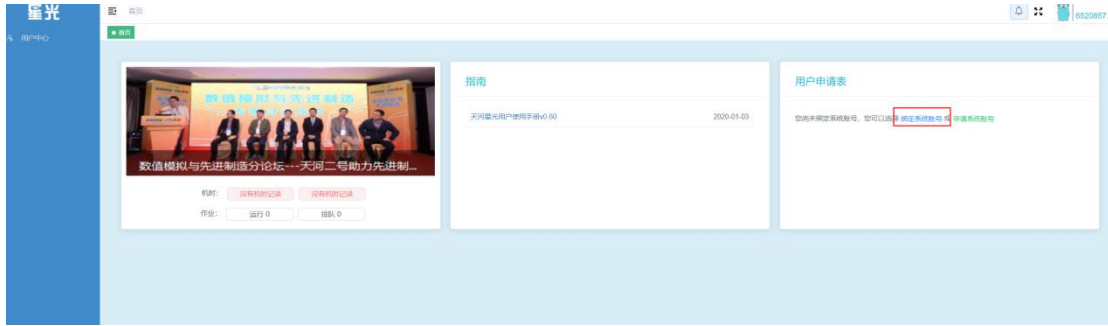 星光
首页
6520857
用户中心
• 首页
指南
用户申请表
数值模拟与先进制造
天河星光用户使用手册v0.60
2020-01-03
您尚未绑定系统账号，您可以选择 绑定系统账号 或 申请系统账号
数值模拟与先进制造分论坛---天河二号助力先进制...
机时: 没有机时记录 没有机时记录
作业: 运行 0 排队 0